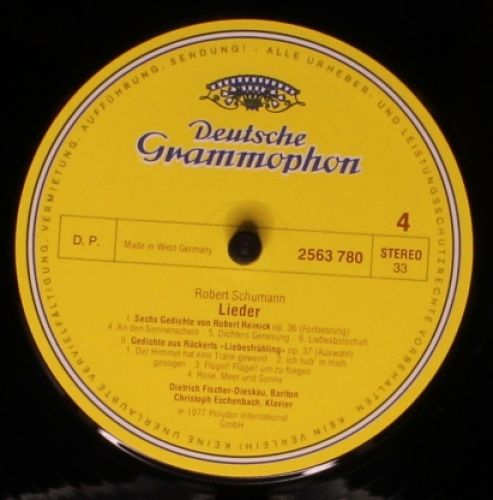 VERVIELFÄLTIGUNG, VERMIETUNG, AUFFÜHRUNG, SENDUNG! - ALLE URHEBER- UND LEISTUNGSSCHUTZRECHTE VORBEHALTEN. KEIN VERLEIH! KEINE UNERLAUBTE
Deutsche
Grammophon
4
D. P.
Made in West Germany
2563 780
STEREO
33
Robert Schumann
Lieder
I. Sechs Gedichte von Robert Reinick op. 36 (Fortsetzung)
4. An den Sonnenschein · 5. Dichters Genesung · 6. Liebesbotschaft
II. Gedichte aus Rückerts »Liebesfrühling« op. 37 (Auswahl)
1. Der Himmel hat eine Träne geweint · 2. Ich hab' in mich
gesogen · 3. Flügel! Flügel! um zu fliegen
4. Rose, Meer und Sonne
Dietrich Fischer-Dieskau, Bariton
Christoph Eschenbach, Klavier
℗ 1977 Polydor International
GmbH